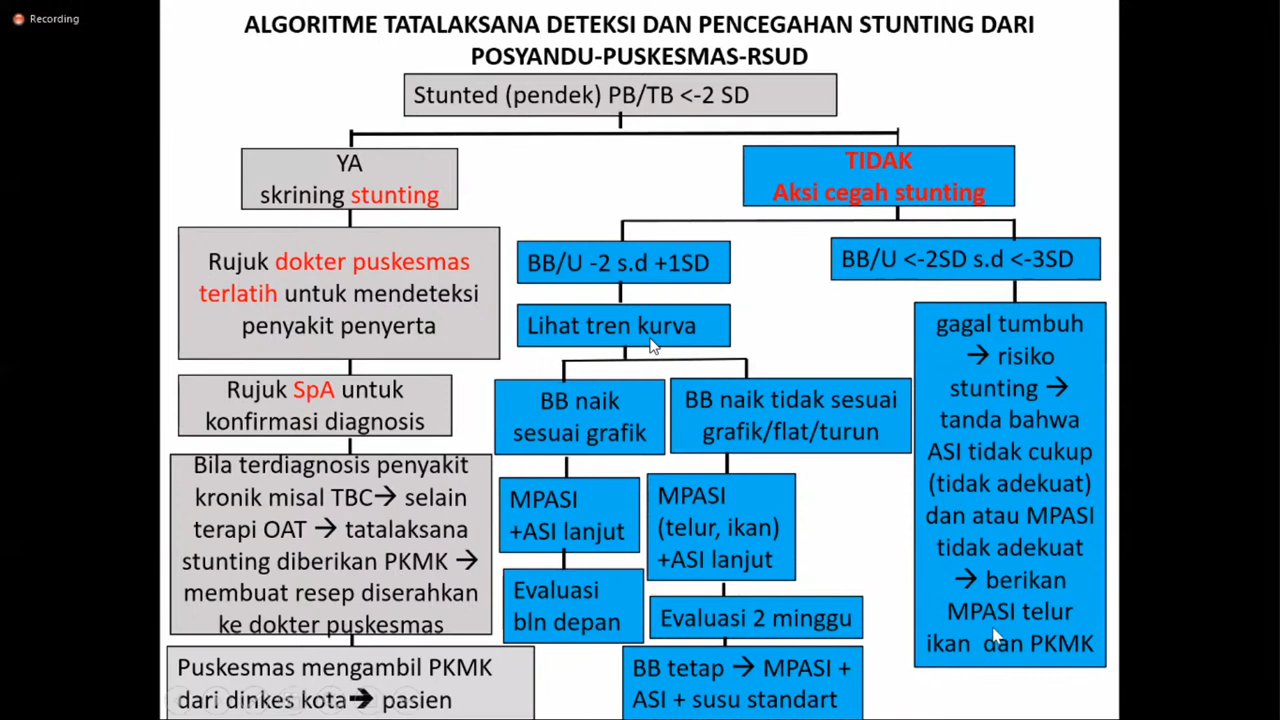 Recording
ALGORITME TATALAKSANA DETEKSI DAN PENCEGAHAN STUNTING DARI
POSYANDU-PUSKESMAS-RSUD
Stunted (pendek) PB/TB <-2 SD
YA
skrining stunting
Rujuk dokter puskesmas
terlatih untuk mendeteksi
penyakit penyerta
Rujuk SpA untuk
konfirmasi diagnosis
Bila terdiagnosis penyakit
kronik misal TBC→ selain
terapi OAT → tatalaksana
stunting diberikan PKMK →
membuat resep diserahkan
ke dokter puskesmas
Puskesmas mengambil PKMK
dari dinkes kota→ pasien
TIDAK
Aksi cegah stunting
BB/U -2 s.d +1SD
Lihat tren kurva
BB naik
sesuai grafik
MPASI
+ASI lanjut
Evaluasi
bln depan
BB naik tidak sesuai
grafik/flat/turun
MPASI
(telur, ikan)
+ASI lanjut
Evaluasi 2 minggu
BB tetap → MPASI +
ASI + susu standart
BB/U <-2SD s.d <-3SD
gagal tumbuh
→ risiko
stunting →
tanda bahwa
ASI tidak cukup
(tidak adekuat)
dan atau MPASI
tidak adekuat
→ berikan
MPASI telur
ikan dan PKMK